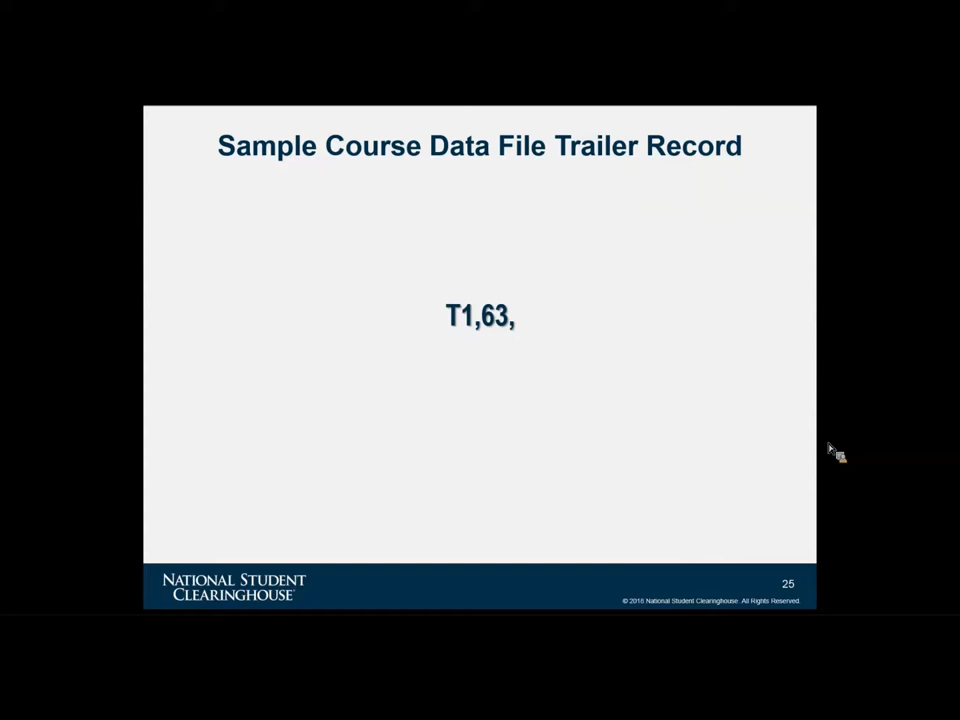 Sample Course Data File Trailer Record
T1,63,
NATIONAL STUDENT
CLEARINGHOUSE
25
© 2016 National Student Clearinghouse. All Rights Reserved.